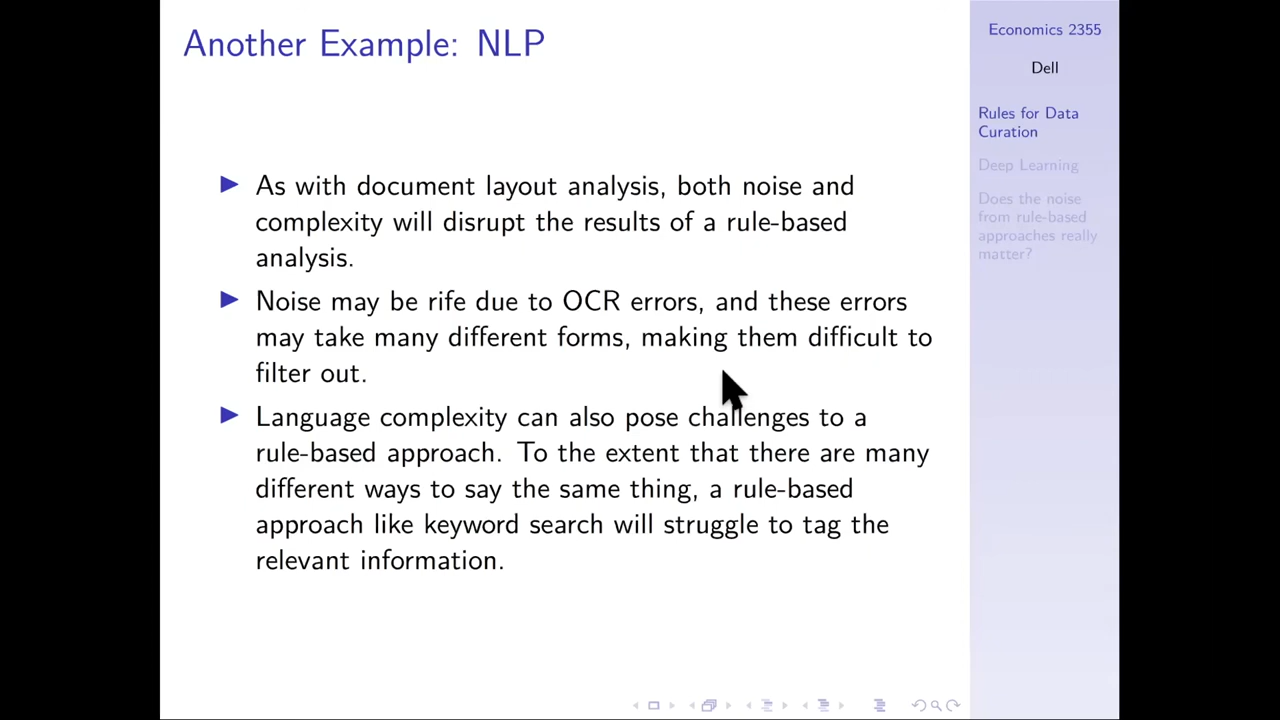 Another Example: NLP
As with document layout analysis, both noise and
complexity will disrupt the results of a rule-based
analysis.
Noise may be rife due to OCR errors, and these errors
may take many different forms, making them difficult to
filter out.
Language complexity can also pose challenges to a
rule-based approach. To the extent that there are many
different ways to say the same thing, a rule-based
approach like keyword search will struggle to tag the
relevant information.
Economics 2355
Dell
Rules for Data
Curation
Deep Learning
Does the noise
from rule-based
approaches really
matter?